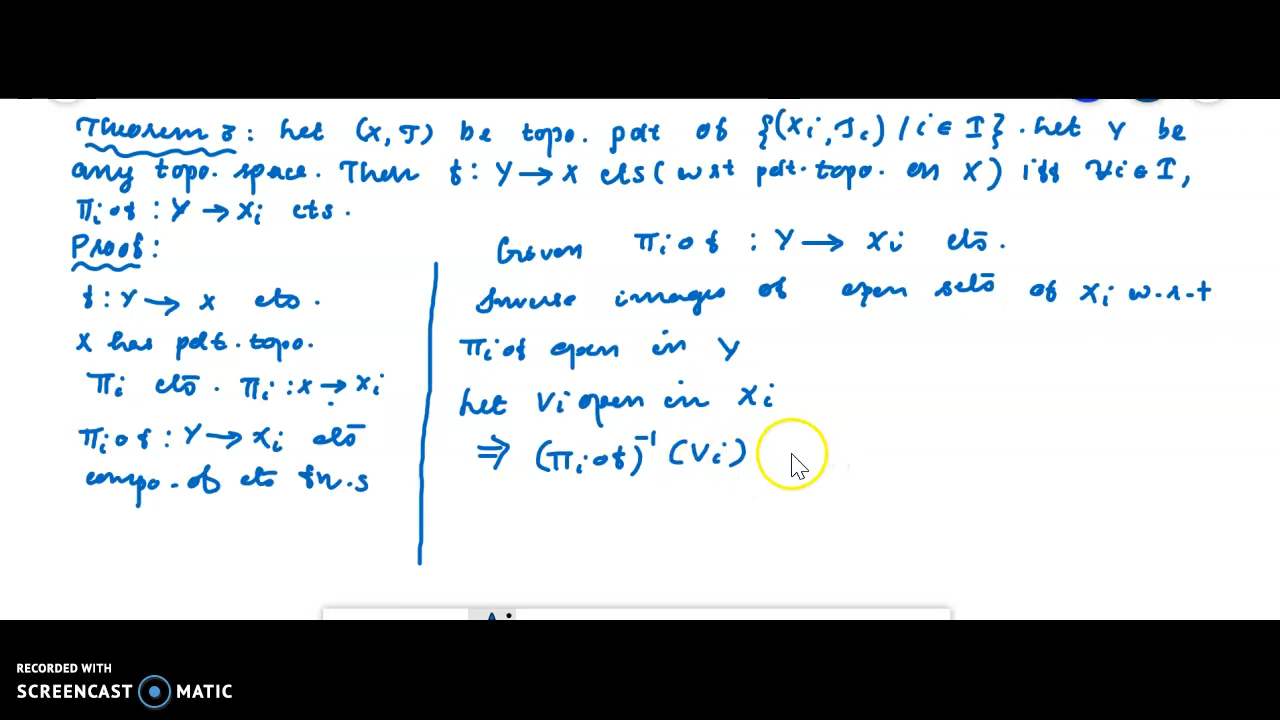 Theorem 3: Let (X, T) be topo. pdt of {(Xi, Ti) / i ∈ I}. Let Y be
any topo. space. Then f: Y → X cts (wrt pdt. topo. on X) iff ∀i ∈ I,
πi∘f : Y → Xi cts.
Proof:
f: Y → X cts.
X has pdt. topo.
πi cts. πi : X → Xi
πi∘f : Y → Xi cts
compo. of cts fn.s
Given πi∘f : Y → Xi cts.
Inverse images of open sets of Xi w.r.t
πi∘f open in Y
Let Vi open in Xi
⇒ (πi∘f)⁻¹ (Vi)
RECORDED WITH
SCREENCAST MATIC